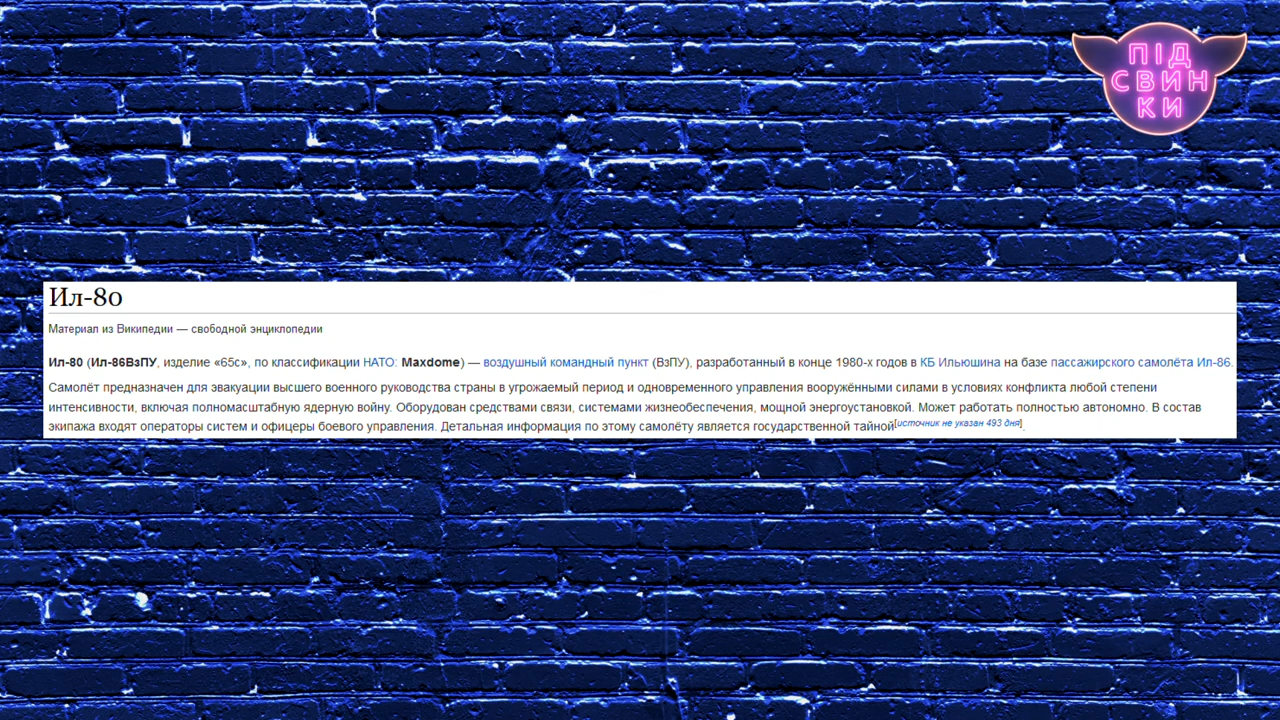 ПІД
СВИН
КИ
Ил-80
Материал из Википедии — свободной энциклопедии
Ил-80 (Ил-86ВзПУ, изделие «65с», по классификации НАТО: Maxdome) — воздушный командный пункт (ВзПУ), разработанный в конце 1980-х годов в КБ Ильюшина на базе пассажирского самолёта Ил-86.
Самолёт предназначен для эвакуации высшего военного руководства страны в угрожаемый период и одновременного управления вооружёнными силами в условиях конфликта любой степени
интенсивности, включая полномасштабную ядерную войну. Оборудован средствами связи, системами жизнеобеспечения, мощной энергоустановкой. Может работать полностью автономно. В состав
экипажа входят операторы систем и офицеры боевого управления. Детальная информация по этому самолёту является государственной тайной[источник не указан 493 дня].